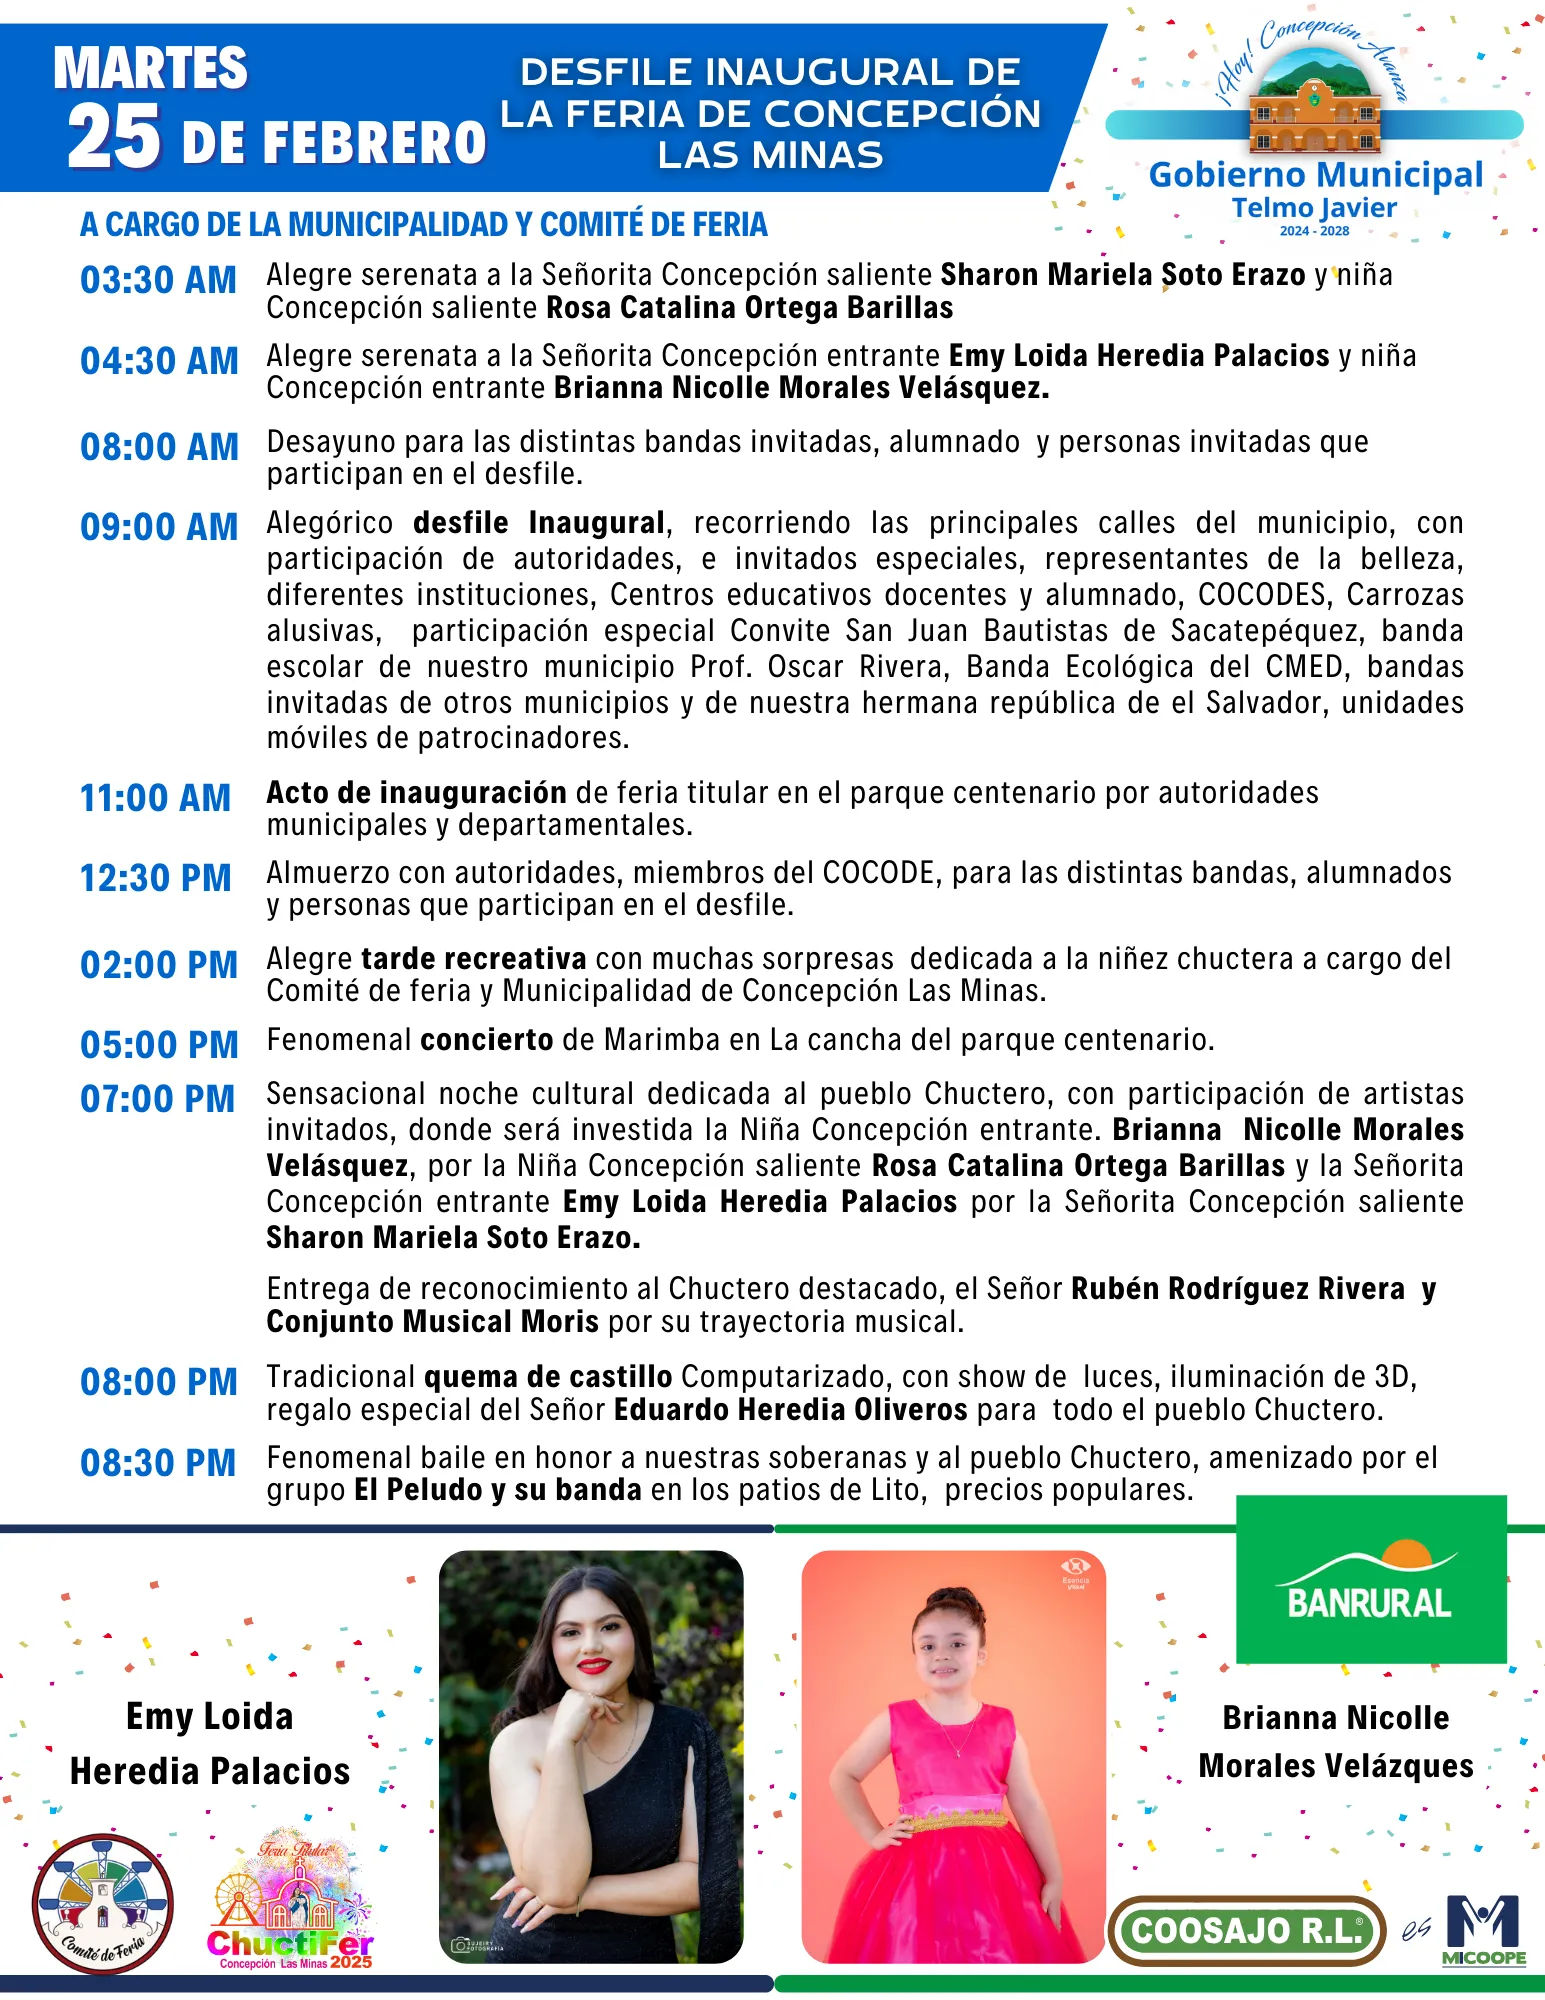 MARTES
25 DE FEBRERO
DESFILE INAUGURAL DE
LA FERIA DE CONCEPCIÓN
LAS MINAS
¡Hoy! Concepción Avanza
Gobierno Municipal
Telmo Javier
2024 - 2028
A CARGO DE LA MUNICIPALIDAD Y COMITÉ DE FERIA
03:30 AM Alegre serenata a la Señorita Concepción saliente Sharon Mariela Soto Erazo y niña
Concepción saliente Rosa Catalina Ortega Barillas
04:30 AM Alegre serenata a la Señorita Concepción entrante Emy Loida Heredia Palacios y niña
Concepción entrante Brianna Nicolle Morales Velásquez.
08:00 AM Desayuno para las distintas bandas invitadas, alumnado y personas invitadas que
participan en el desfile.
09:00 AM Alegórico desfile Inaugural, recorriendo las principales calles del municipio, con
participación de autoridades, e invitados especiales, representantes de la belleza,
diferentes instituciones, Centros educativos docentes y alumnado, COCODES, Carrozas
alusivas, participación especial Convite San Juan Bautistas de Sacatepéquez, banda
escolar de nuestro municipio Prof. Oscar Rivera, Banda Ecológica del CMED, bandas
invitadas de otros municipios y de nuestra hermana república de el Salvador, unidades
móviles de patrocinadores.
11:00 AM Acto de inauguración de feria titular en el parque centenario por autoridades
municipales y departamentales.
12:30 PM Almuerzo con autoridades, miembros del COCODE, para las distintas bandas, alumnados
y personas que participan en el desfile.
02:00 PM Alegre tarde recreativa con muchas sorpresas dedicada a la niñez chuctera a cargo del
Comité de feria y Municipalidad de Concepción Las Minas.
05:00 PM Fenomenal concierto de Marimba en La cancha del parque centenario.
07:00 PM Sensacional noche cultural dedicada al pueblo Chuctero, con participación de artistas
invitados, donde será investida la Niña Concepción entrante. Brianna Nicolle Morales
Velásquez, por la Niña Concepción saliente Rosa Catalina Ortega Barillas y la Señorita
Concepción entrante Emy Loida Heredia Palacios por la Señorita Concepción saliente
Sharon Mariela Soto Erazo.
Entrega de reconocimiento al Chuctero destacado, el Señor Rubén Rodríguez Rivera y
Conjunto Musical Moris por su trayectoria musical.
08:00 PM Tradicional quema de castillo Computarizado, con show de luces, iluminación de 3D,
regalo especial del Señor Eduardo Heredia Oliveros para todo el pueblo Chuctero.
08:30 PM Fenomenal baile en honor a nuestras soberanas y al pueblo Chuctero, amenizado por el
grupo El Peludo y su banda en los patios de Lito, precios populares.
BANRURAL
Esencia
Visual
Emy Loida
Heredia Palacios
Brianna Nicolle
Morales Velázques
Comité de Feria
Feria Titular
ChuctiFer
Concepción Las Minas 2025
SUJEIRY
FOTOGRAFÍA
COOSAJO R.L.®
es
MICOOPE